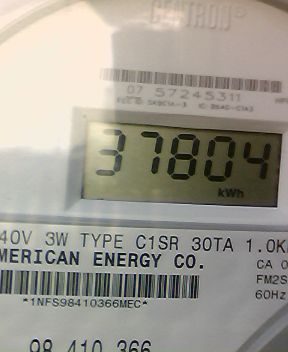 CENTRON®
07 57245311
37804
kWh
40V 3W TYPE C1SR 30TA 1.0K
MERICAN ENERGY CO.
CA 0
FM2S
60Hz
*1NFS98410366MEC*
98 410 366